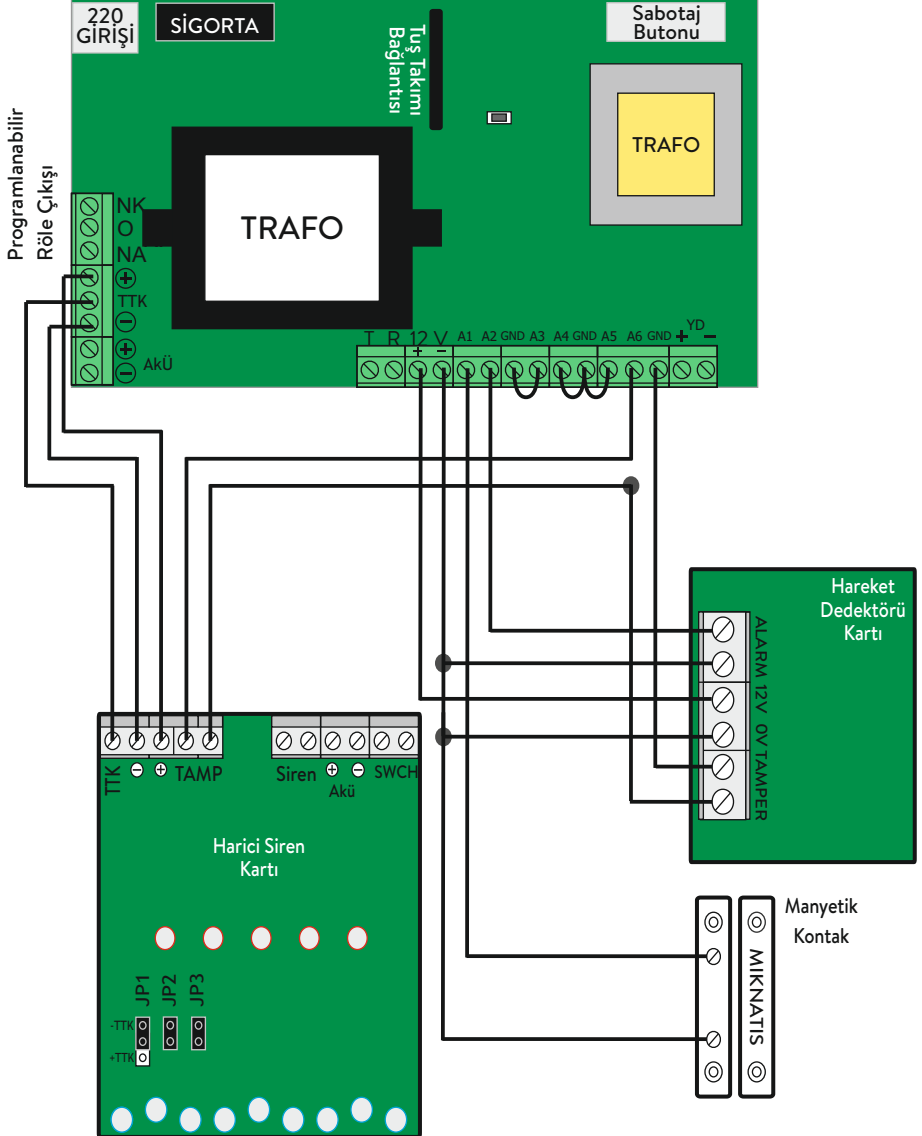 220
GİRİŞİ
SİGORTA
Tuş Takımı
Bağlantısı
Sabotaj
Butonu
TRAFO
TRAFO
Programlanabilir
Röle Çıkışı
NK
O
NA
+
TTK
−
+
AKÜ
−
T R 12 V A1 A2 GND A3 A4 GND A5 A6 GND + YD −
+ −
Hareket
Dedektörü
Kartı
ALARM 12V 0V TAMPER
TTK − + TAMP
Siren + − SWCH
Akü
Harici Siren
Kartı
JP1 JP2 JP3
-TTK
+TTK
Manyetik
Kontak
MIKNATIS